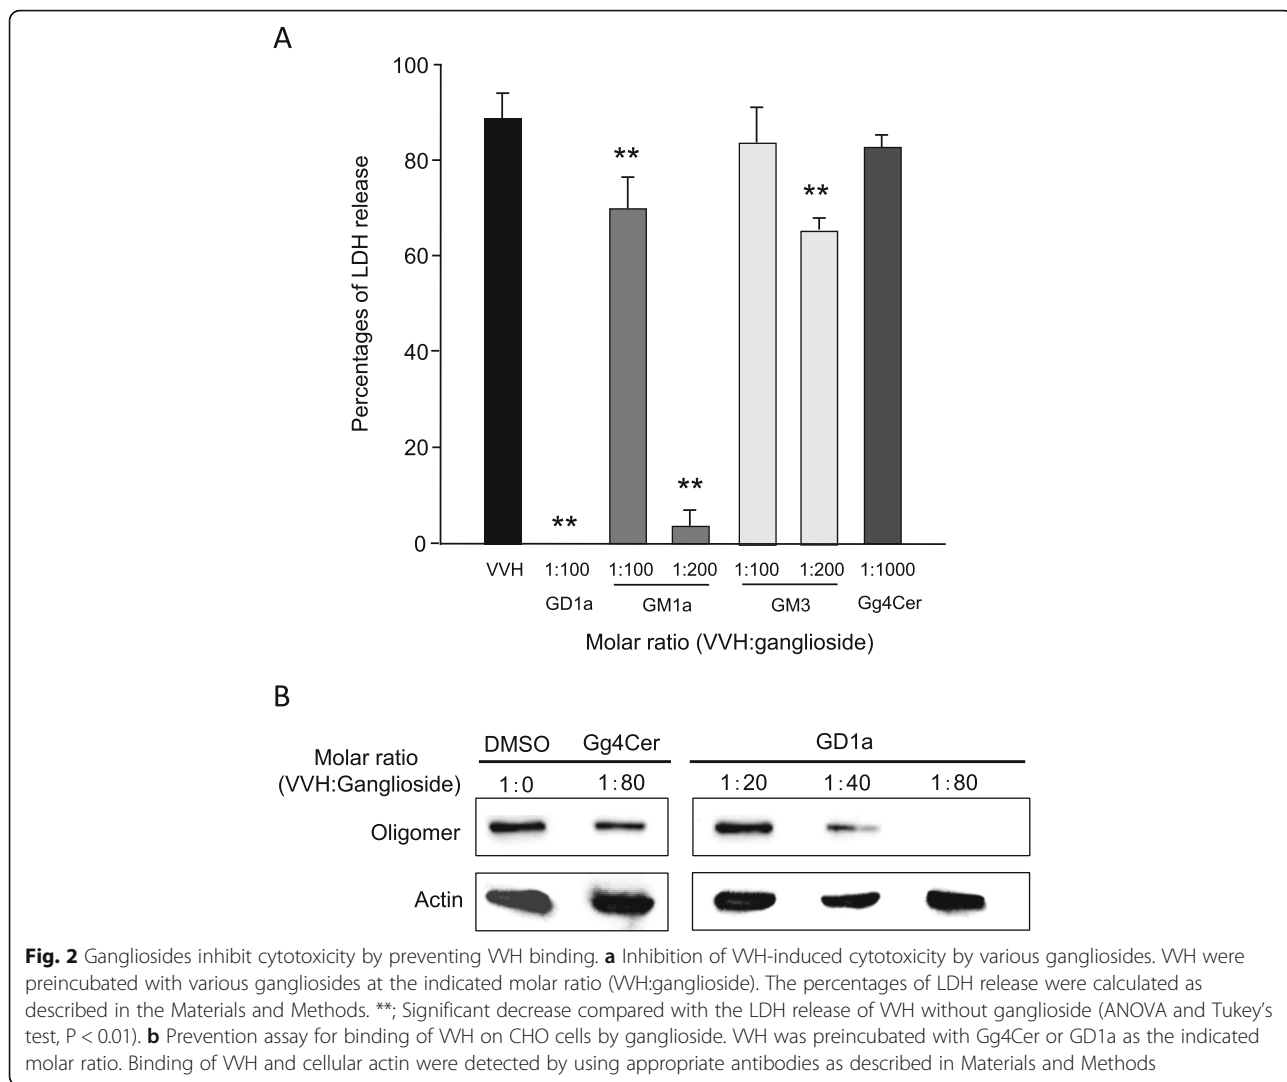 A
100
80
60
40
20
0
Percentages of LDH release
**
**
**
**
VVH 1:100 1:100 1:200 1:100 1:200 1:1000
GD1a GM1a GM3 Gg4Cer
Molar ratio (VVH:ganglioside)
B
DMSO Gg4Cer GD1a
Molar ratio
(VVH:Ganglioside) 1:0 1:80 1:20 1:40 1:80
Oligomer
Actin
Fig. 2 Gangliosides inhibit cytotoxicity by preventing VVH binding. a Inhibition of VVH-induced cytotoxicity by various gangliosides. VVH were
preincubated with various gangliosides at the indicated molar ratio (VVH:ganglioside). The percentages of LDH release were calculated as
described in the Materials and Methods. **; Significant decrease compared with the LDH release of VVH without ganglioside (ANOVA and Tukey's
test, P < 0.01). b Prevention assay for binding of VVH on CHO cells by ganglioside. VVH was preincubated with Gg4Cer or GD1a as the indicated
molar ratio. Binding of VVH and cellular actin were detected by using appropriate antibodies as described in Materials and Methods